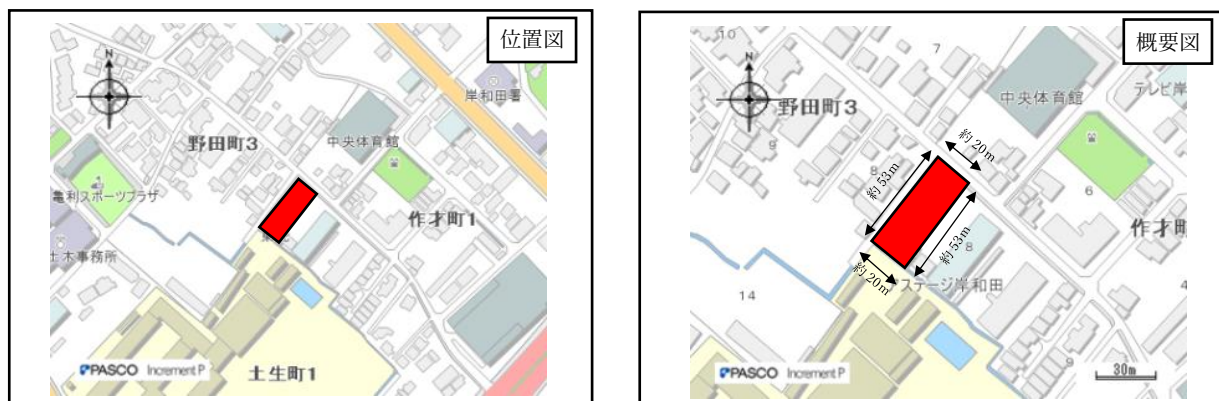 位置図
N
岸和田署
中央体育館
野田町3
亀利スポーツプラザ
作才町1
土木事務所
PASCO Increment P
土生町1
概要図
10
7
N
テレビ岸
中央体育館
野田町3
約20m
9
8
約53m
6
作才町
約53m
8
約20m
ステージ岸和田
14
4
9
1
PASCO Increment P
30m